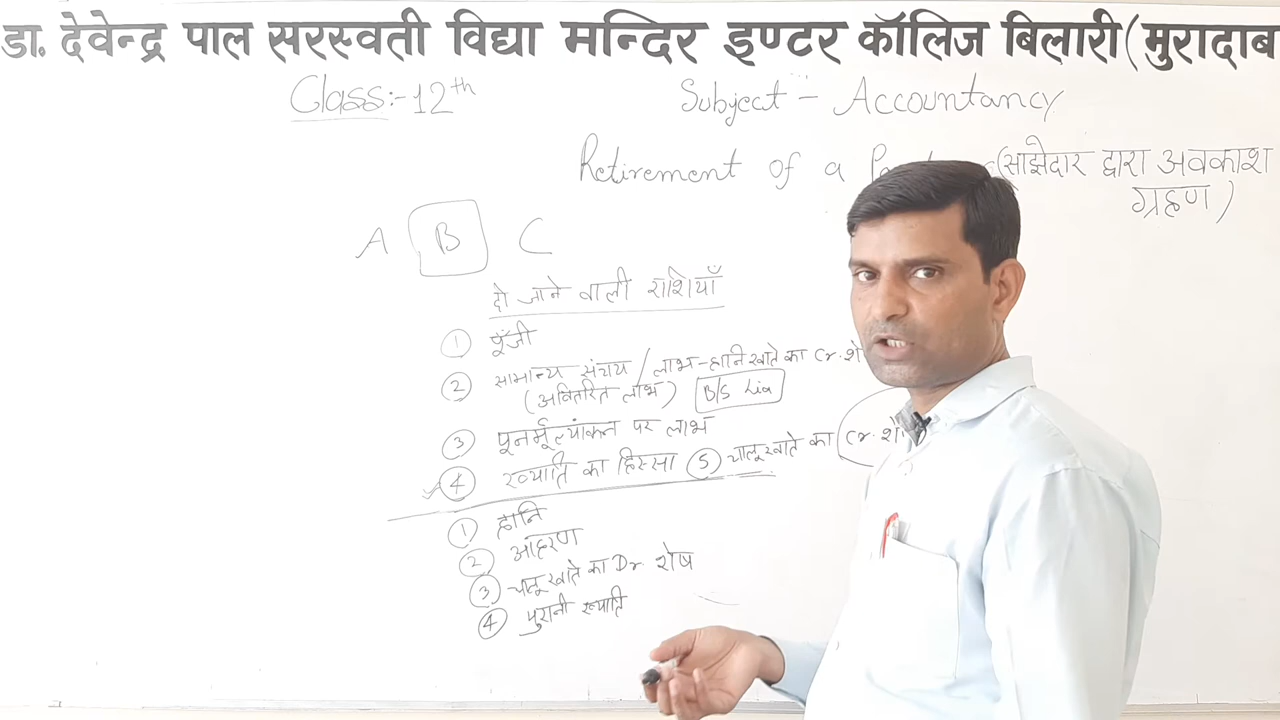 डा. देवेन्द्र पाल सरस्वती विद्या मन्दिर इण्टर कॉलिज बिलारी (मुरादाब
Class:- 12th Subject - Accountancy
Retirement of a (साझेदार द्वारा अवकाश
ग्रहण)
A B C
दी जाने वाली राशियाँ
① पूँजी
② सामान्य संचय / लाभ-हानि खाते का Cr. शे
(अवितरित लाभ) B/S Lia
③ पूनर्मूल्यांकन पर लाभ
④ ख्याति का हिस्सा ⑤ चालू खाते का Cr. शे
① हानि
② आहरण
③ चालू खाते का Dr. शेष
④ पुरानी ख्याति